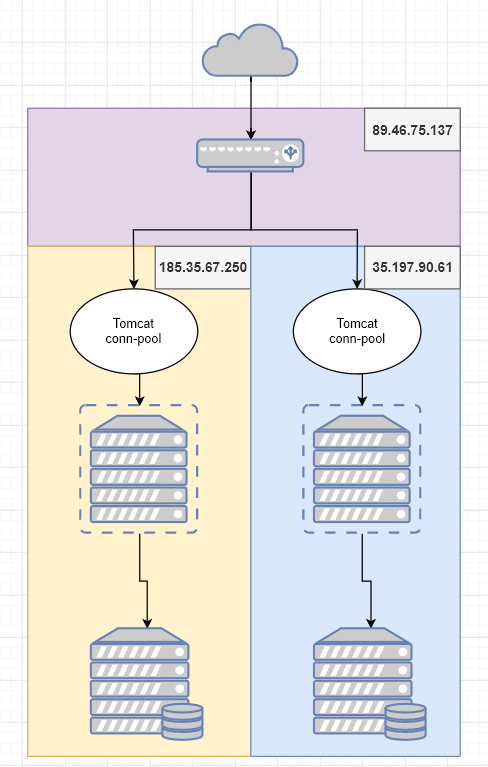 89.46.75.137
185.35.67.250
35.197.90.61
Tomcat
conn-pool
Tomcat
conn-pool